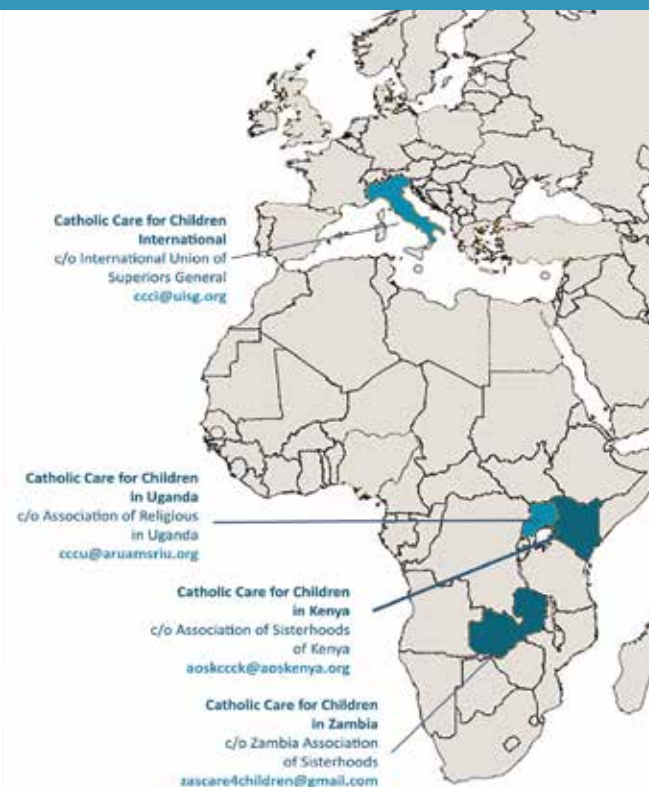 Catholic Care for Children
International
c/o International Union of
Superiors General
ccci@uisg.org
Catholic Care for Children
in Uganda
c/o Association of Religious
in Uganda
cccu@aruamsriu.org
Catholic Care for Children
in Kenya
c/o Association of Sisterhoods
of Kenya
aoskccck@aoskenya.org
Catholic Care for Children
in Zambia
c/o Zambia Association
of Sisterhoods
zascare4children@gmail.com